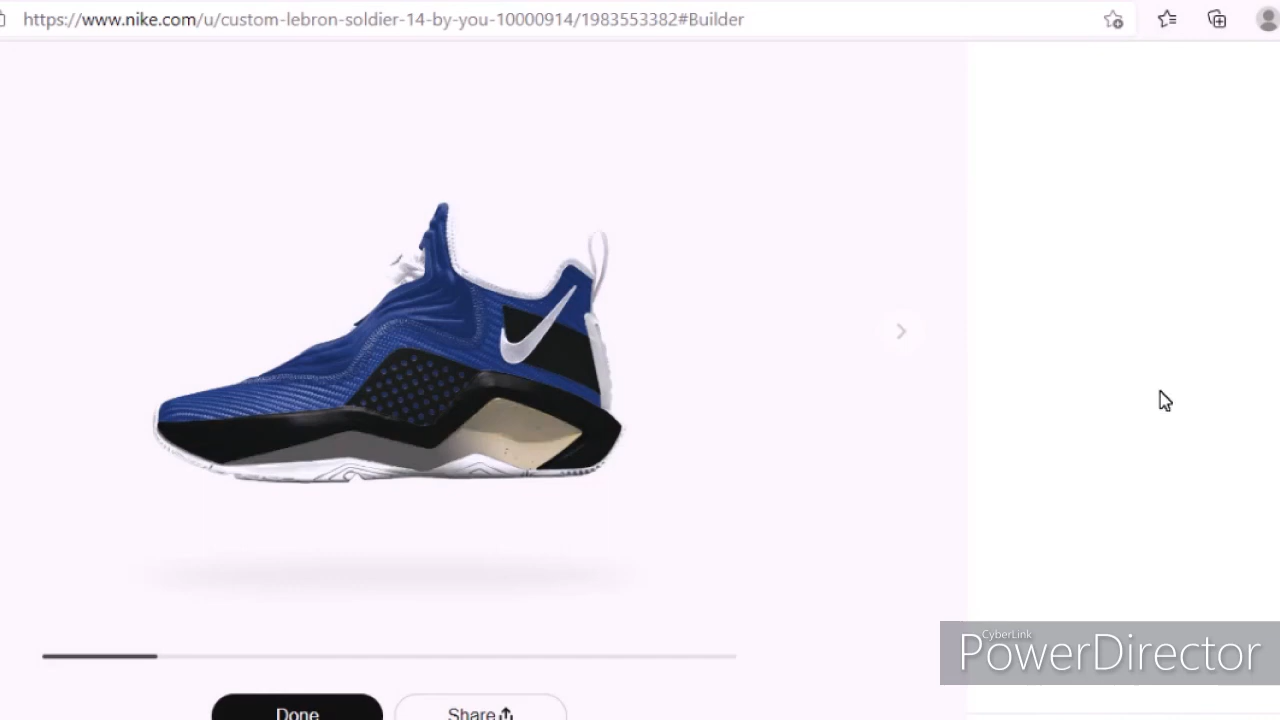 https://www.nike.com/u/custom-lebron-soldier-14-by-you-10000914/1983553382#Builder
Done
Share
CyberLink
PowerDirector